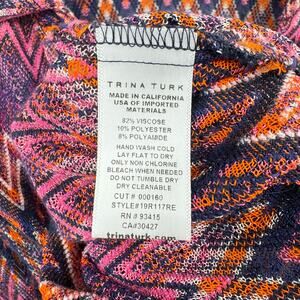 TRINA TURK
MADE IN CALIFORNIA
USA OF IMPORTED
MATERIALS
82% VISCOSE
10% POLYESTER
8% POLYAMIDE
HAND WASH COLD
LAY FLAT TO DRY
ONLY NON CHLORINE
BLEACH WHEN NEEDED
DO NOT TUMBLE DRY
DRY CLEANABLE
CUT # 000160
STYLE#19R117RE
RN # 93415
CA#30427
trinaturk.com